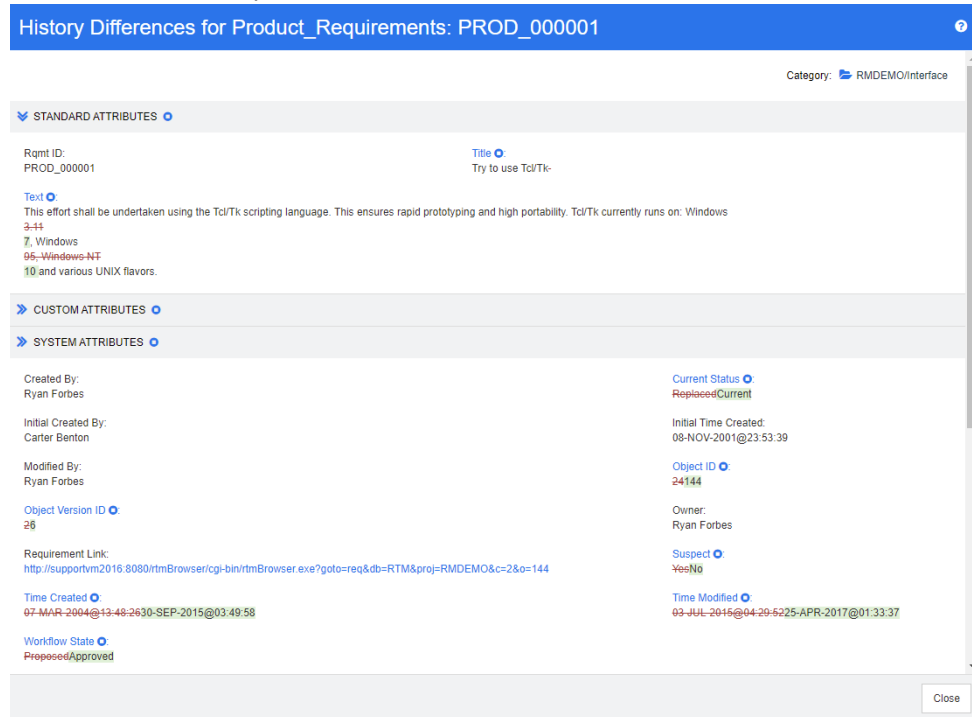 History Differences for Product_Requirements: PROD_000001
Category: RMDEMO/Interface
STANDARD ATTRIBUTES
Rqmt ID:
PROD_000001
Title :
Try to use Tcl/Tk-
Text :
This effort shall be undertaken using the Tcl/Tk scripting language. This ensures rapid prototyping and high portability. Tcl/Tk currently runs on: Windows
3.11
7, Windows
95, Windows NT
10 and various UNIX flavors.
CUSTOM ATTRIBUTES
SYSTEM ATTRIBUTES
Created By:
Ryan Forbes
Current Status :
ReplacedCurrent
Initial Created By:
Carter Benton
Initial Time Created:
08-NOV-2001@23:53:39
Modified By:
Ryan Forbes
Object ID :
24144
Object Version ID :
26
Owner:
Ryan Forbes
Requirement Link:
http://supportvm2016:8080/rtmBrowser/cgi-bin/rtmBrowser.exe?goto=req&db=RTM&proj=RMDEMO&c=2&o=144
Suspect :
YesNo
Time Created :
07-MAR-2004@13:48:2630-SEP-2015@03:49:58
Time Modified :
03-JUL-2015@04:29:5225-APR-2017@01:33:37
Workflow State :
ProposedApproved
Close